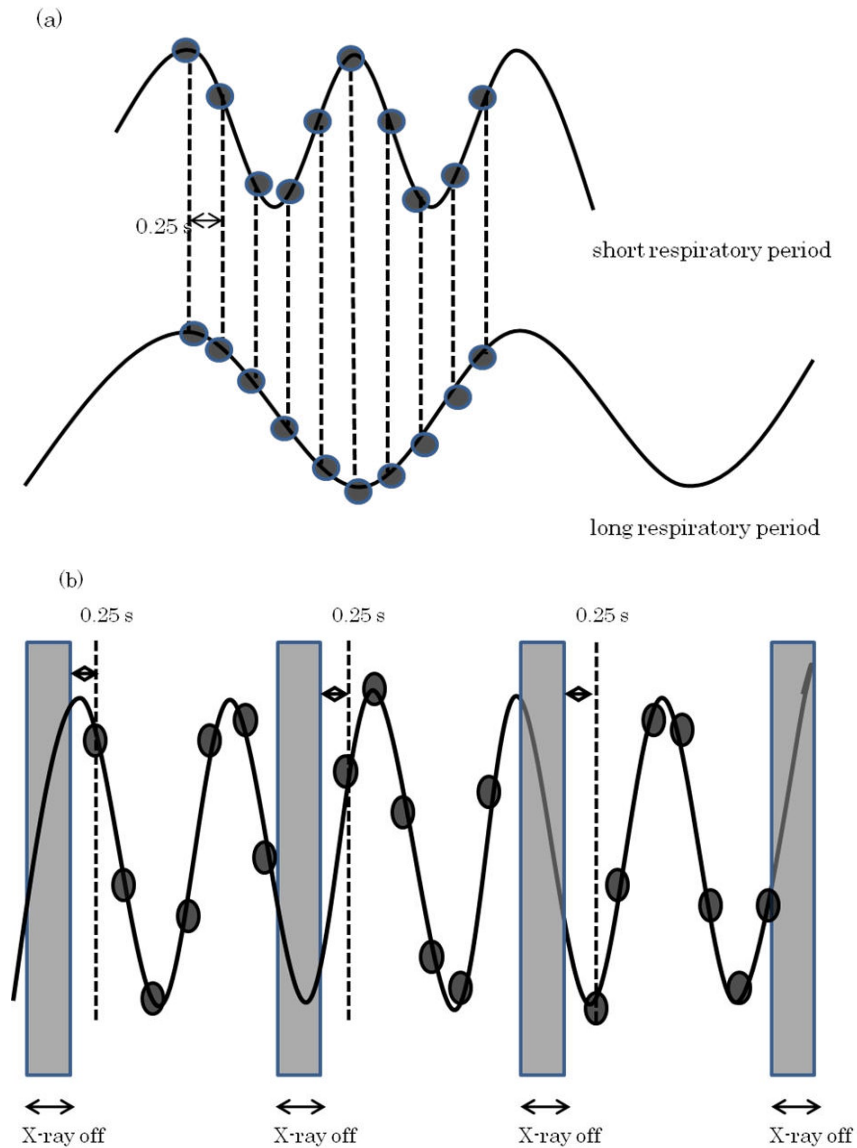 (a)
0.25 s
short respiratory period
long respiratory period
(b)
0.25 s
0.25 s
0.25 s
X-ray off
X-ray off
X-ray off
X-ray off